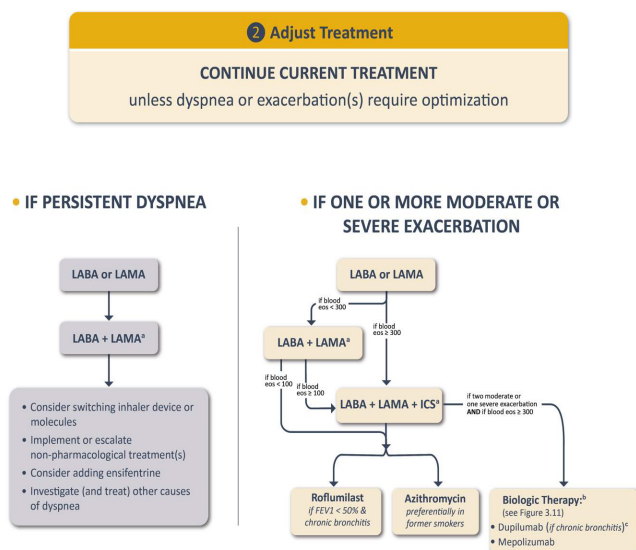 2 Adjust Treatment
CONTINUE CURRENT TREATMENT
unless dyspnea or exacerbation(s) require optimization
• IF PERSISTENT DYSPNEA
LABA or LAMA
LABA + LAMAᵃ
• Consider switching inhaler device or
molecules
• Implement or escalate
non-pharmacological treatment(s)
• Consider adding ensifentrine
• Investigate (and treat) other causes
of dyspnea
• IF ONE OR MORE MODERATE OR
SEVERE EXACERBATION
LABA or LAMA
if blood
eos < 300
if blood
eos ≥ 300
LABA + LAMAᵃ
if blood
eos < 100
if blood
eos ≥ 100
LABA + LAMA + ICSᵃ
if two moderate or
one severe exacerbation
AND if blood eos ≥ 300
Roflumilast
if FEV1 < 50% &
chronic bronchitis
Azithromycin
preferentially in
former smokers
Biologic Therapy:ᵇ
(see Figure 3.11)
• Dupilumab (if chronic bronchitis)ᶜ
• Mepolizumab